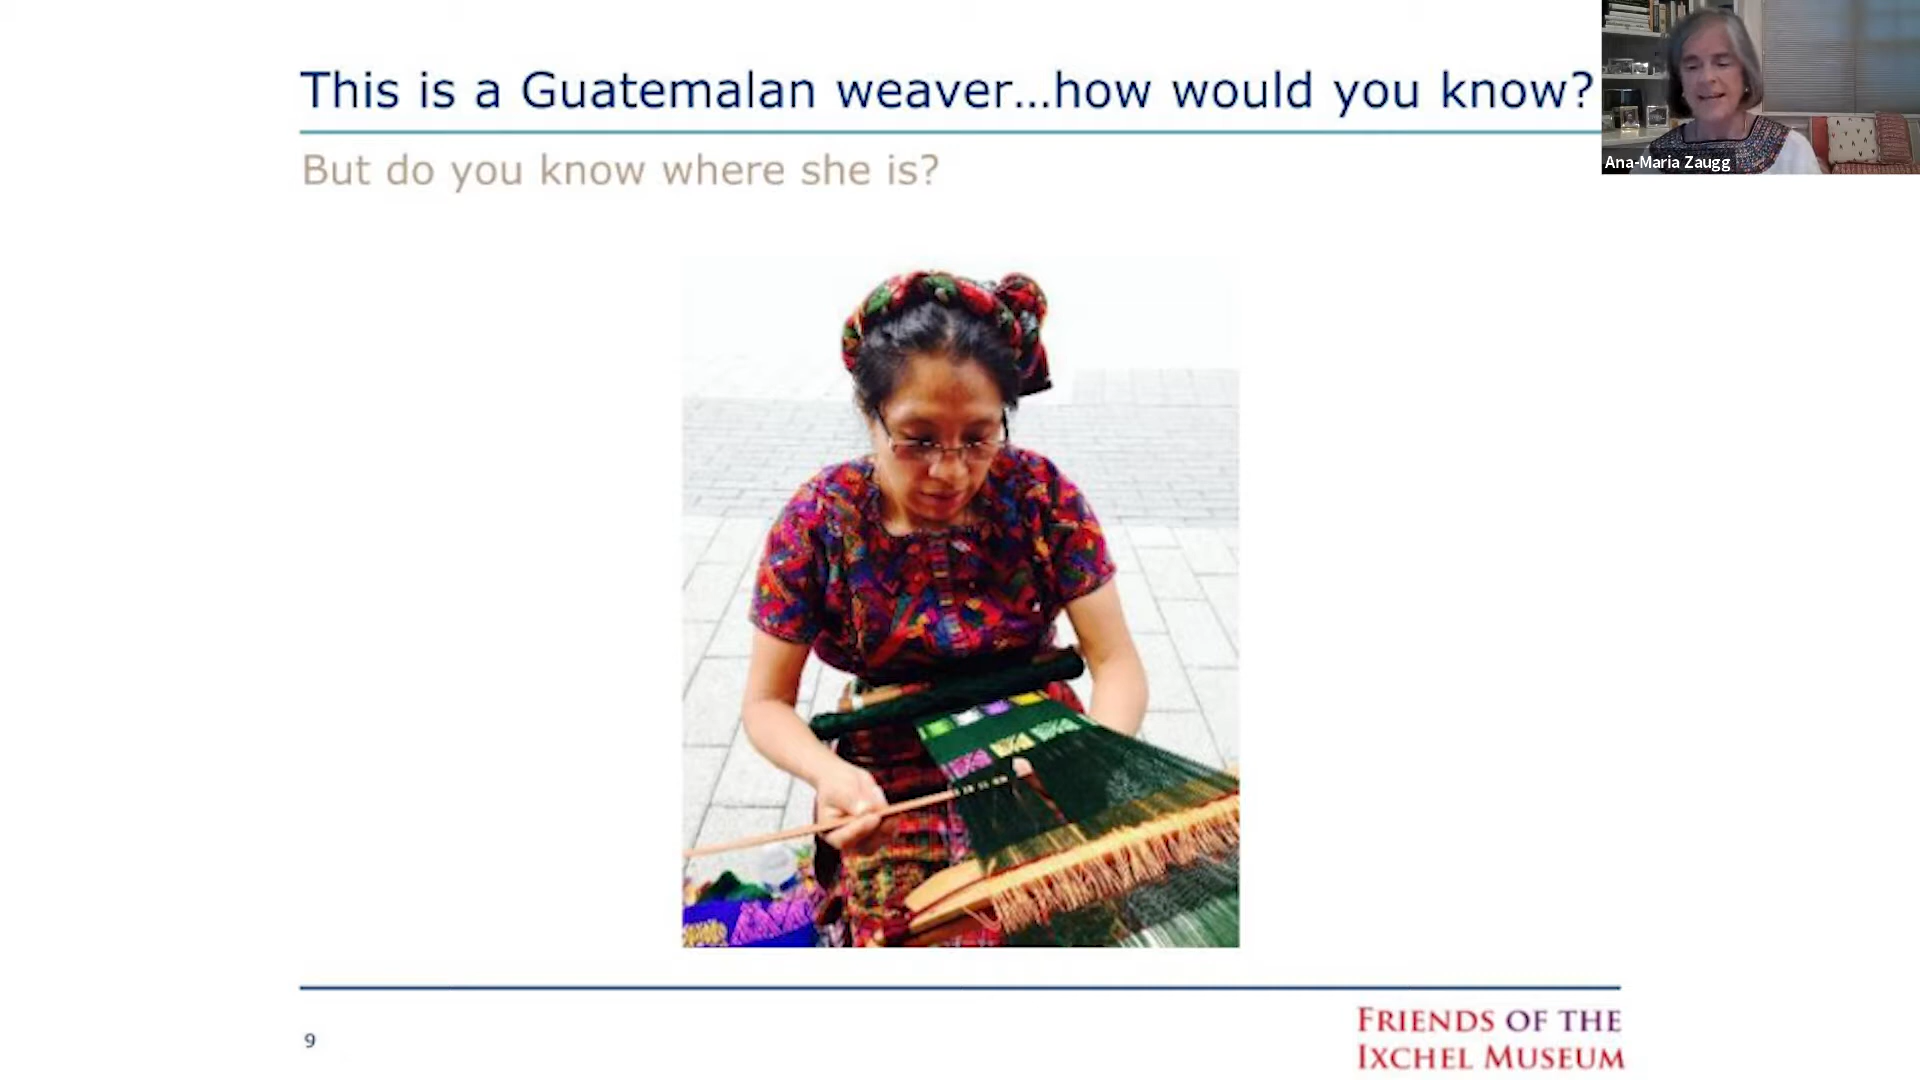 This is a Guatemalan weaver...how would you know?
But do you know where she is?
Ana-Maria Zaugg
9
FRIENDS OF THE
IXCHEL MUSEUM